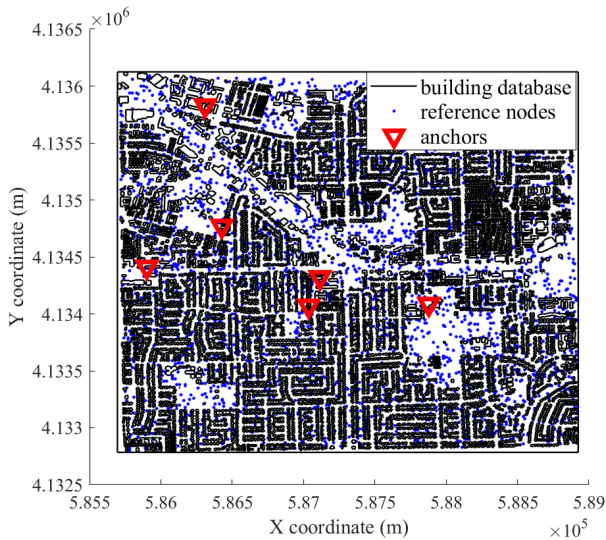 ×10⁶
4.1365
4.136
4.1355
4.135
4.1345
4.134
4.1335
4.133
4.1325
Y coordinate (m)
building database
reference nodes
anchors
5.855 5.86 5.865 5.87 5.875 5.88 5.885 5.89
X coordinate (m)
×10⁵